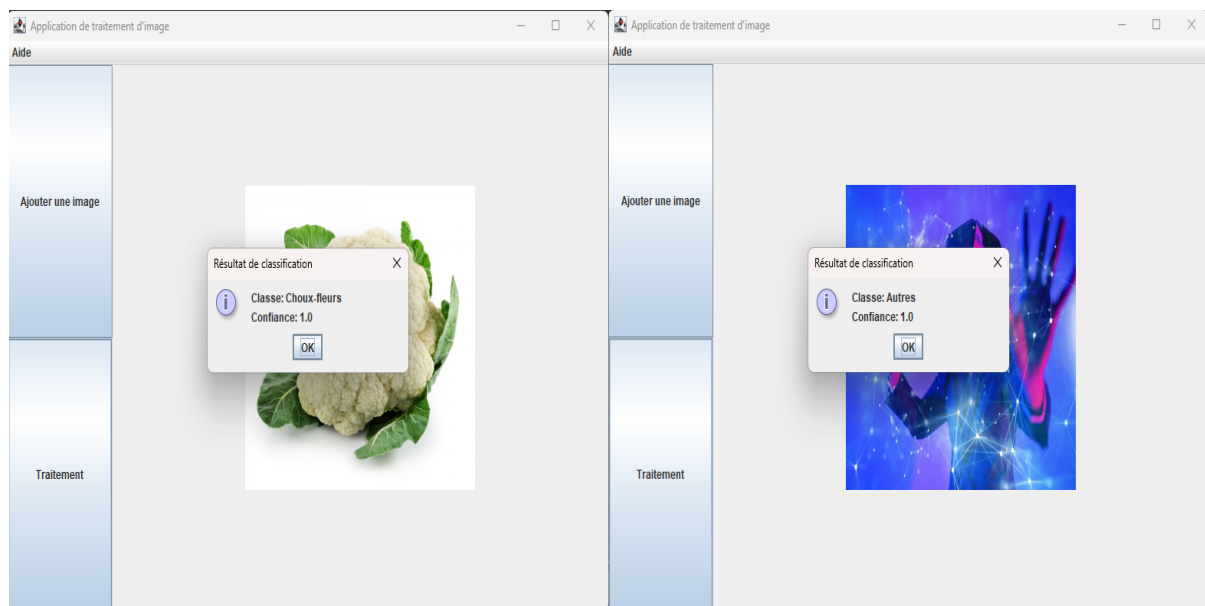 Application de traitement d'image
Aide
Ajouter une image
Traitement
Résultat de classification
Classe: Choux-fleurs
Confiance: 1.0
OK
Application de traitement d'image
Aide
Ajouter une image
Traitement
Résultat de classification
Classe: Autres
Confiance: 1.0
OK